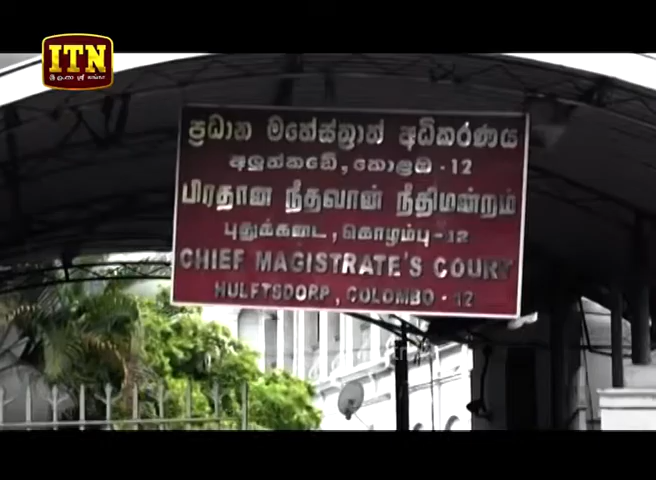 ITN
ප්‍රධාන මහේස්ත්‍රාත් අධිකරණය
අලුත්කඩේ, කොළඹ - 12
பிரதான நீதவான் நீதிமன்றம்
புதுக்கடை, கொழும்பு - 12
CHIEF MAGISTRATE'S COURT
HULFTSDORP, COLOMBO - 12